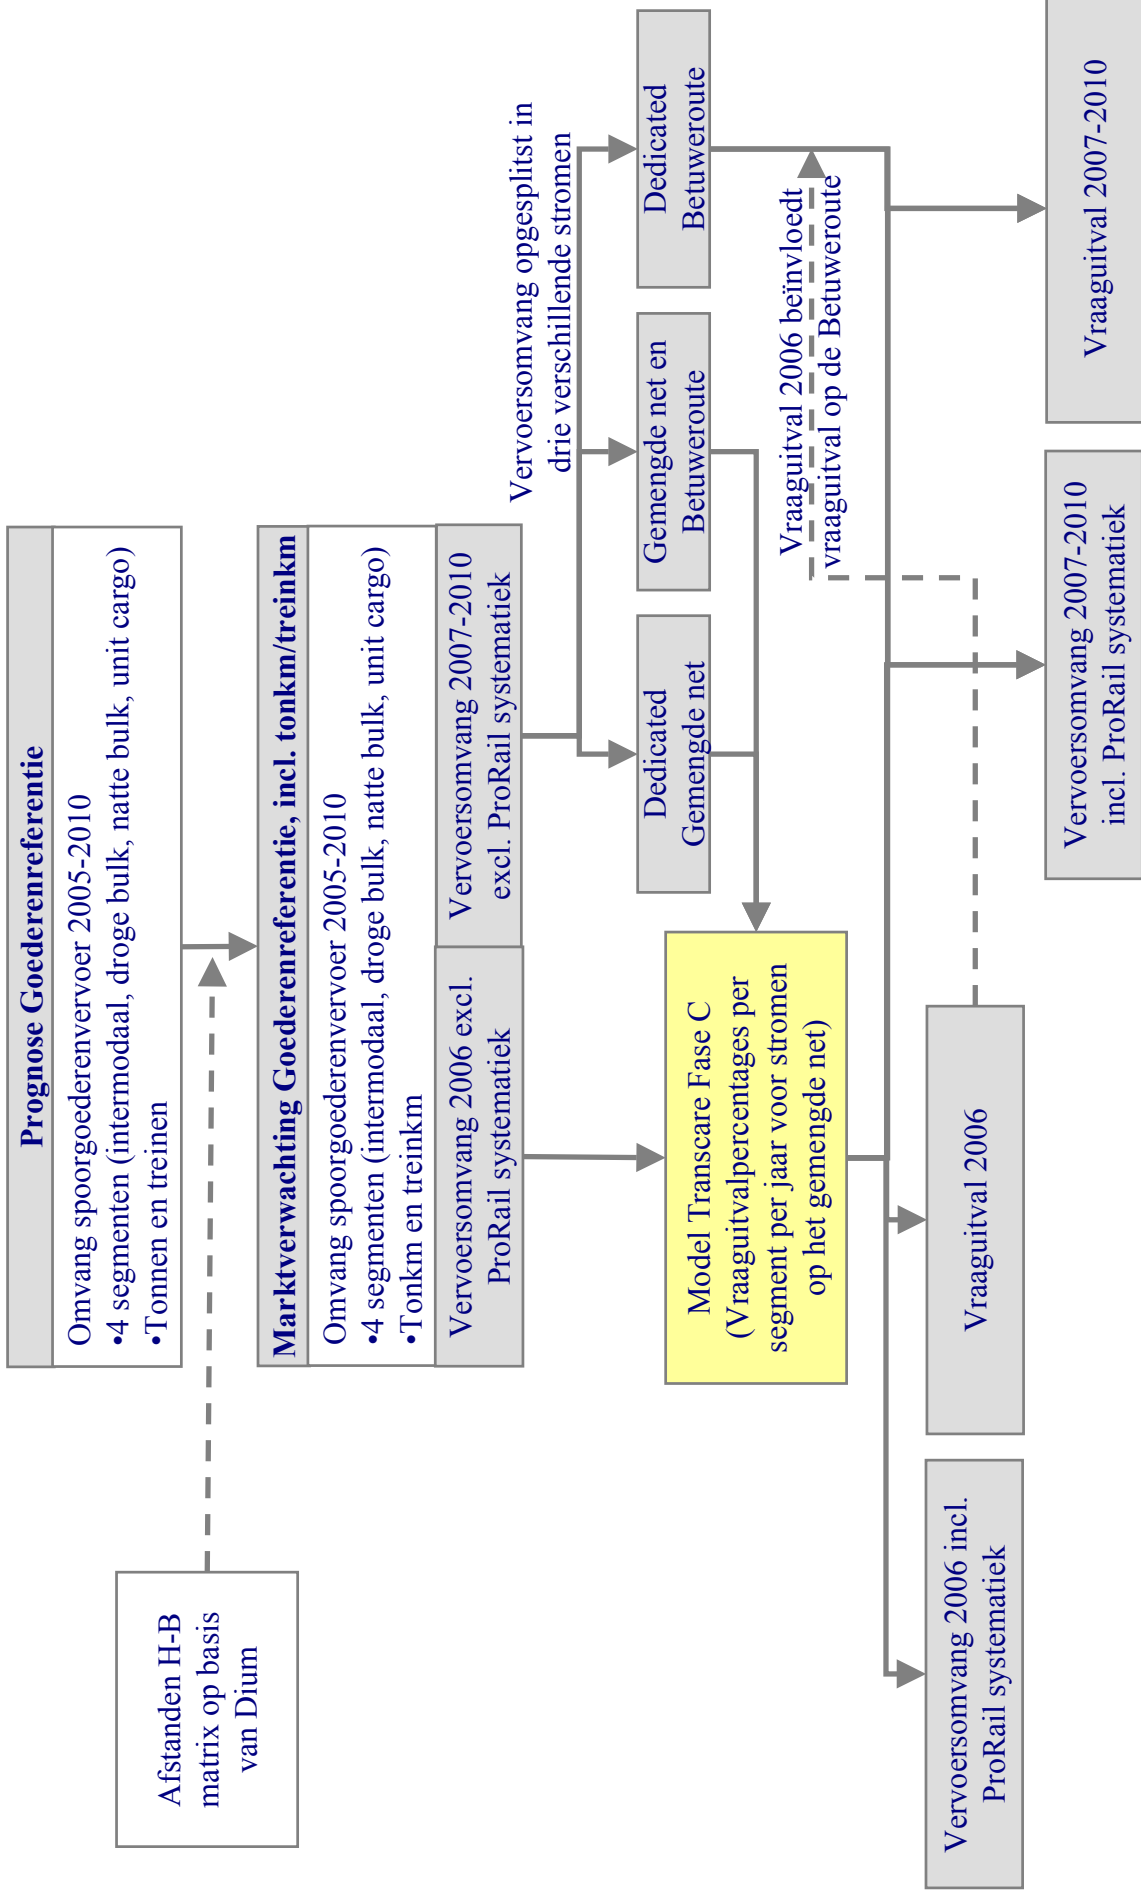 Prognose Goederenreferentie
Omvang spoorgoederenvervoer 2005-2010
•4 segmenten (intermodaal, droge bulk, natte bulk, unit cargo)
•Tonnen en treinen
Afstanden H-B
matrix op basis
van Dium
Marktverwachting Goederenreferentie, incl. tonkm/treinkm
Omvang spoorgoederenvervoer 2005-2010
•4 segmenten (intermodaal, droge bulk, natte bulk, unit cargo)
•Tonkm en treinkm
Vervoersomvang 2006 excl.
ProRail systematiek
Vervoersomvang 2007-2010
excl. ProRail systematiek
Vervoersomvang opgesplitst in
drie verschillende stromen
Dedicated
Gemengde net
Gemengde net en
Betuweroute
Dedicated
Betuweroute
Model Transcare Fase C
(Vraaguitvalpercentages per
segment per jaar voor stromen
op het gemengde net)
Vraaguitval 2006 beïnvloedt
vraaguitval op de Betuweroute
Vervoersomvang 2006 incl.
ProRail systematiek
Vraaguitval 2006
Vervoersomvang 2007-2010
incl. ProRail systematiek
Vraaguitval 2007-2010